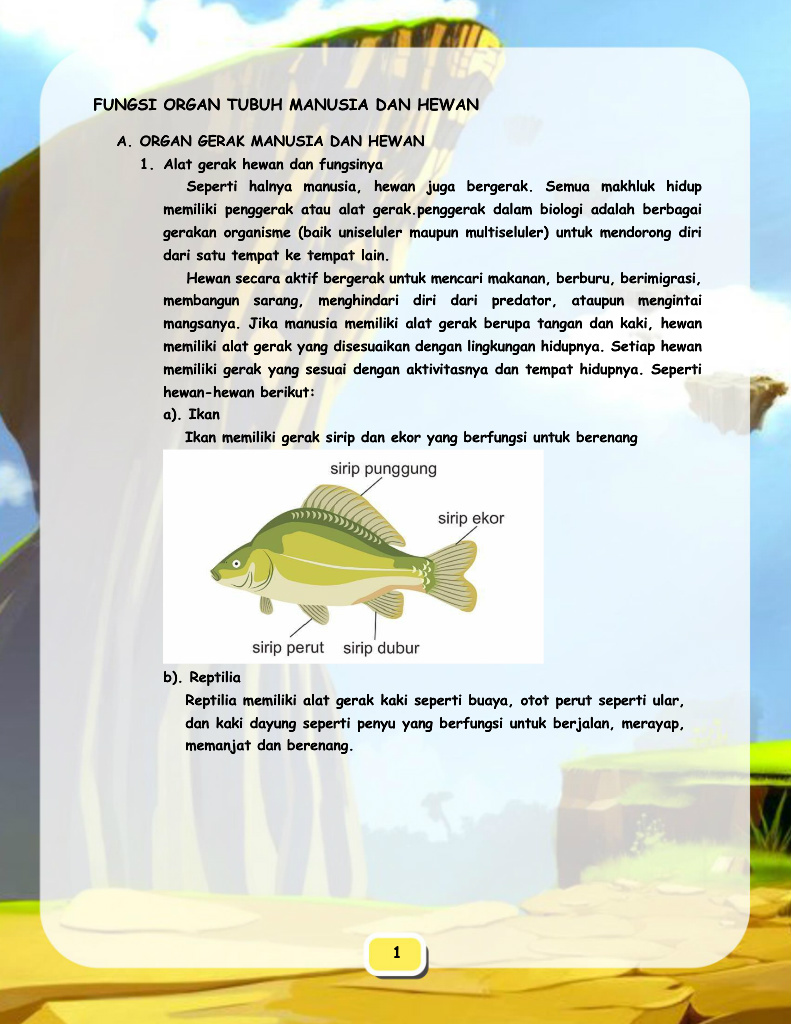 FUNGSI ORGAN TUBUH MANUSIA DAN HEWAN
A. ORGAN GERAK MANUSIA DAN HEWAN
1. Alat gerak hewan dan fungsinya
Seperti halnya manusia, hewan juga bergerak. Semua makhluk hidup
memiliki penggerak atau alat gerak.penggerak dalam biologi adalah berbagai
gerakan organisme (baik uniseluler maupun multiseluler) untuk mendorong diri
dari satu tempat ke tempat lain.
Hewan secara aktif bergerak untuk mencari makanan, berburu, berimigrasi,
membangun sarang, menghindari diri dari predator, ataupun mengintai
mangsanya. Jika manusia memiliki alat gerak berupa tangan dan kaki, hewan
memiliki alat gerak yang disesuaikan dengan lingkungan hidupnya. Setiap hewan
memiliki gerak yang sesuai dengan aktivitasnya dan tempat hidupnya. Seperti
hewan-hewan berikut:
a). Ikan
Ikan memiliki gerak sirip dan ekor yang berfungsi untuk berenang
sirip punggung
sirip ekor
sirip perut
sirip dubur
b). Reptilia
Reptilia memiliki alat gerak kaki seperti buaya, otot perut seperti ular,
dan kaki dayung seperti penyu yang berfungsi untuk berjalan, merayap,
memanjat dan berenang.
1